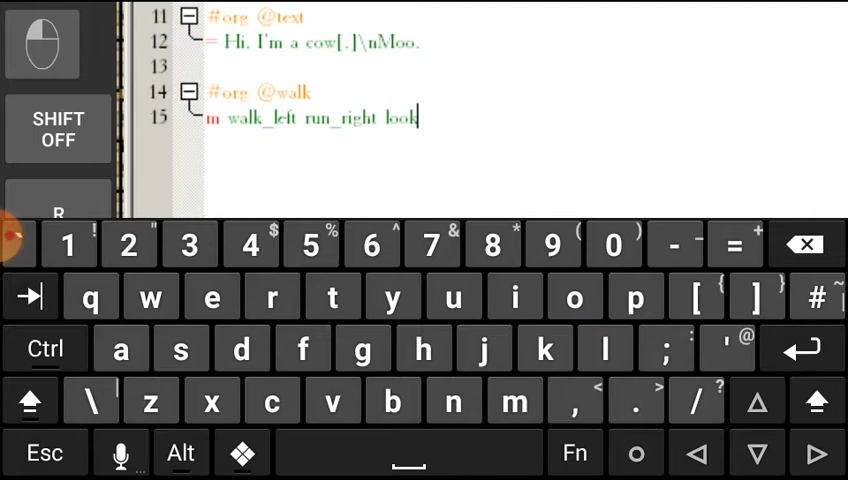 11 #org @text
12 = Hi, I'm a cow[.]\nMoo.
13
14 #org @walk
15 m walk_left run_right look
SHIFT
OFF
R
` 1 ! 2 " 3 4 $ 5 % 6 ^ 7 & 8 * 9 ( 0 ) - _ = +
q w e r t y u i o p [ { ] } # ~
Ctrl a s d f g h j k l ; : ' @
\ | z x c v b n m , < . > / ?
Esc ... Alt Fn